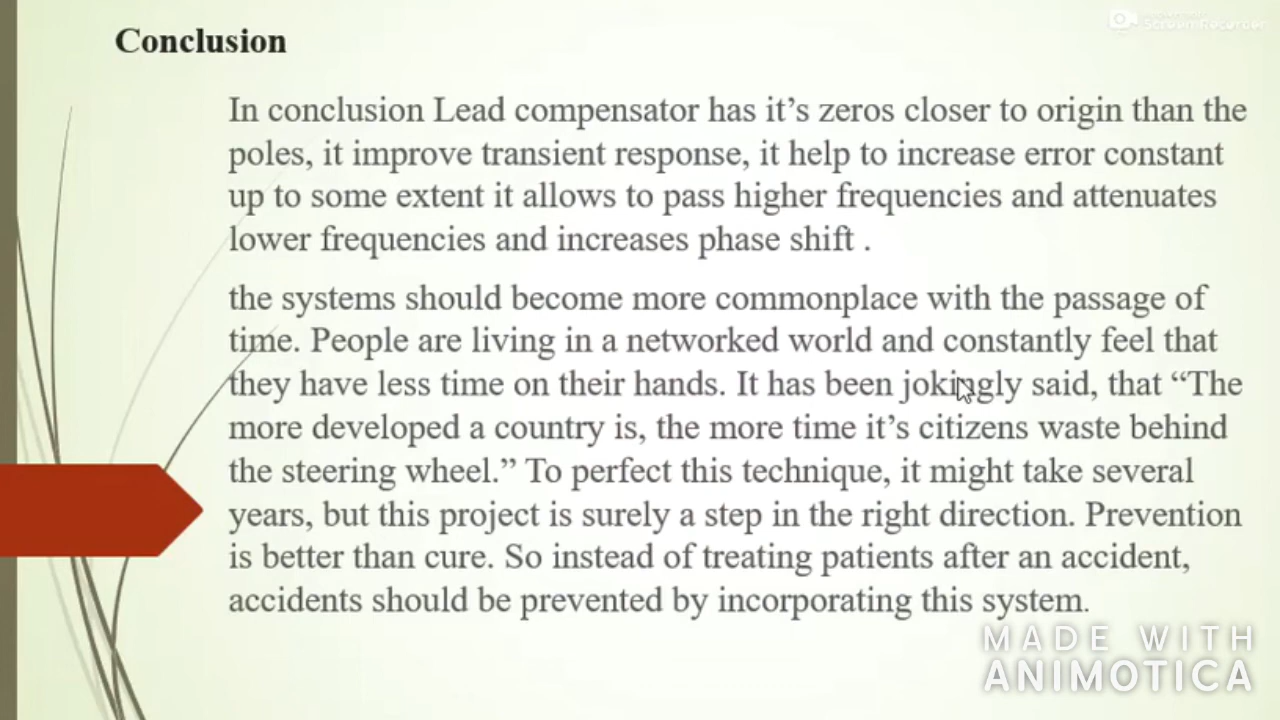 Conclusion
In conclusion Lead compensator has it’s zeros closer to origin than the
poles, it improve transient response, it help to increase error constant
up to some extent it allows to pass higher frequencies and attenuates
lower frequencies and increases phase shift .
the systems should become more commonplace with the passage of
time. People are living in a networked world and constantly feel that
they have less time on their hands. It has been jokingly said, that “The
more developed a country is, the more time it’s citizens waste behind
the steering wheel.” To perfect this technique, it might take several
years, but this project is surely a step in the right direction. Prevention
is better than cure. So instead of treating patients after an accident,
accidents should be prevented by incorporating this system.
MADE WITH
ANIMOTICA